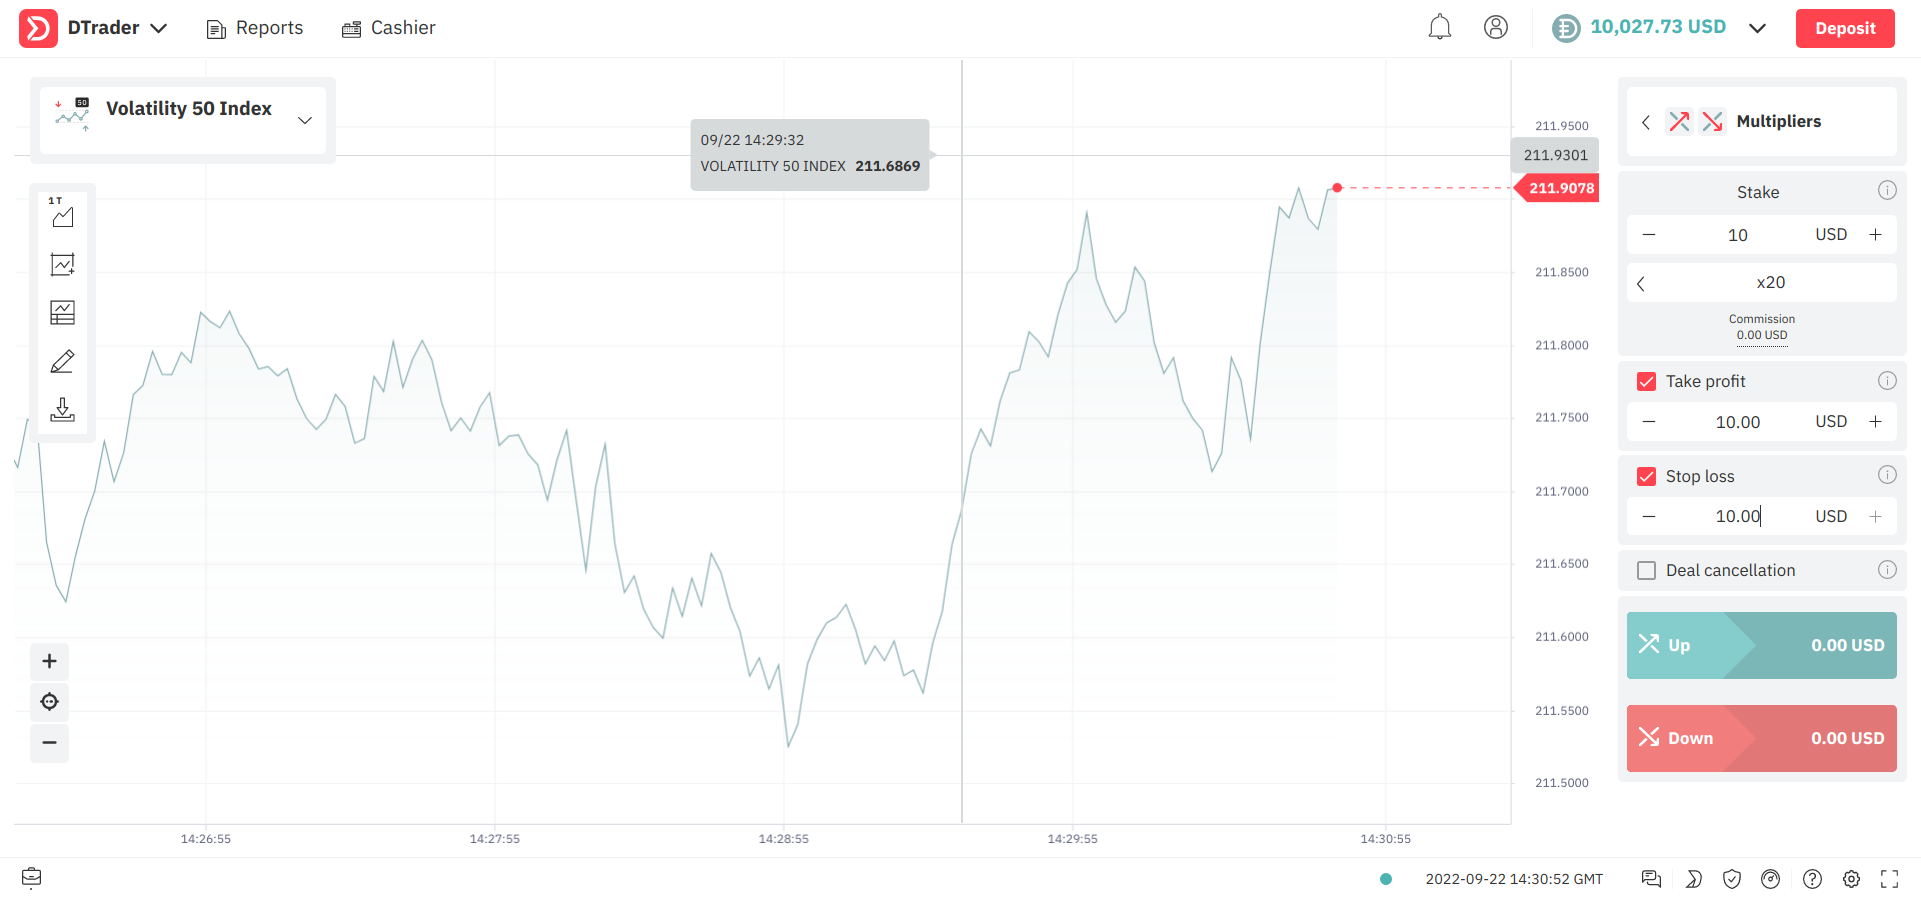 DTrader
Reports
Cashier
10,027.73 USD
Deposit
50
Volatility 50 Index
1T
09/22 14:29:32
VOLATILITY 50 INDEX 211.6869
211.9500
211.9301
211.9078
211.8500
211.8000
211.7500
211.7000
211.6500
211.6000
211.5500
211.5000
14:26:55
14:27:55
14:28:55
14:29:55
14:30:55
Multipliers
Stake
10 USD
x20
Commission
0.00 USD
Take profit
10.00 USD
Stop loss
10.00 USD
Deal cancellation
Up 0.00 USD
Down 0.00 USD
2022-09-22 14:30:52 GMT